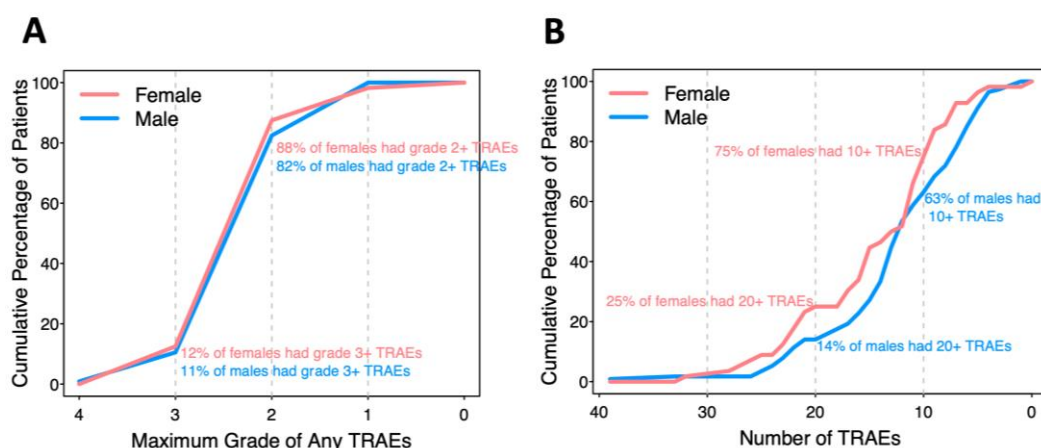 A
Cumulative Percentage of Patients
100
80
60
40
20
0
Female
Male
88% of females had grade 2+ TRAEs
82% of males had grade 2+ TRAEs
12% of females had grade 3+ TRAEs
11% of males had grade 3+ TRAEs
4 3 2 1 0
Maximum Grade of Any TRAEs
B
Cumulative Percentage of Patients
100
80
60
40
20
0
Female
Male
75% of females had 10+ TRAEs
63% of males had
10+ TRAEs
25% of females had 20+ TRAEs
14% of males had 20+ TRAEs
40 30 20 10 0
Number of TRAEs